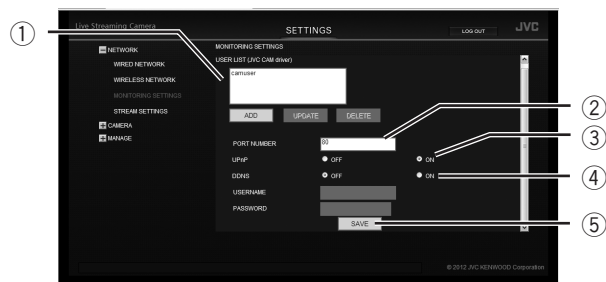 Live Streaming Camera
SETTINGS
LOG OUT
JVC
1
NETWORK
WIRED NETWORK
WIRELESS NETWORK
MONITORING SETTINGS
STREAM SETTINGS
CAMERA
MANAGE
MONITORING SETTINGS
USER LIST (JVC CAM driver)
camuser
ADD UPDATE DELETE
2
PORT NUMBER 80
3
UPnP OFF ON
DDNS OFF ON
4
USERNAME
PASSWORD
SAVE
5
© 2012 JVC KENWOOD Corporation